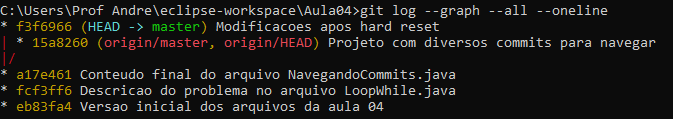 C:\Users\Prof Andre\eclipse-workspace\Aula04>git log --graph --all --oneline
* f3f6966 (HEAD -> master) Modificacoes apos hard reset
| * 15a8260 (origin/master, origin/HEAD) Projeto com diversos commits para navegar
|/
* a17e461 Conteudo final do arquivo NavegandoCommits.java
* fcf3ff6 Descricao do problema no arquivo LoopWhile.java
* eb83fa4 Versao inicial dos arquivos da aula 04